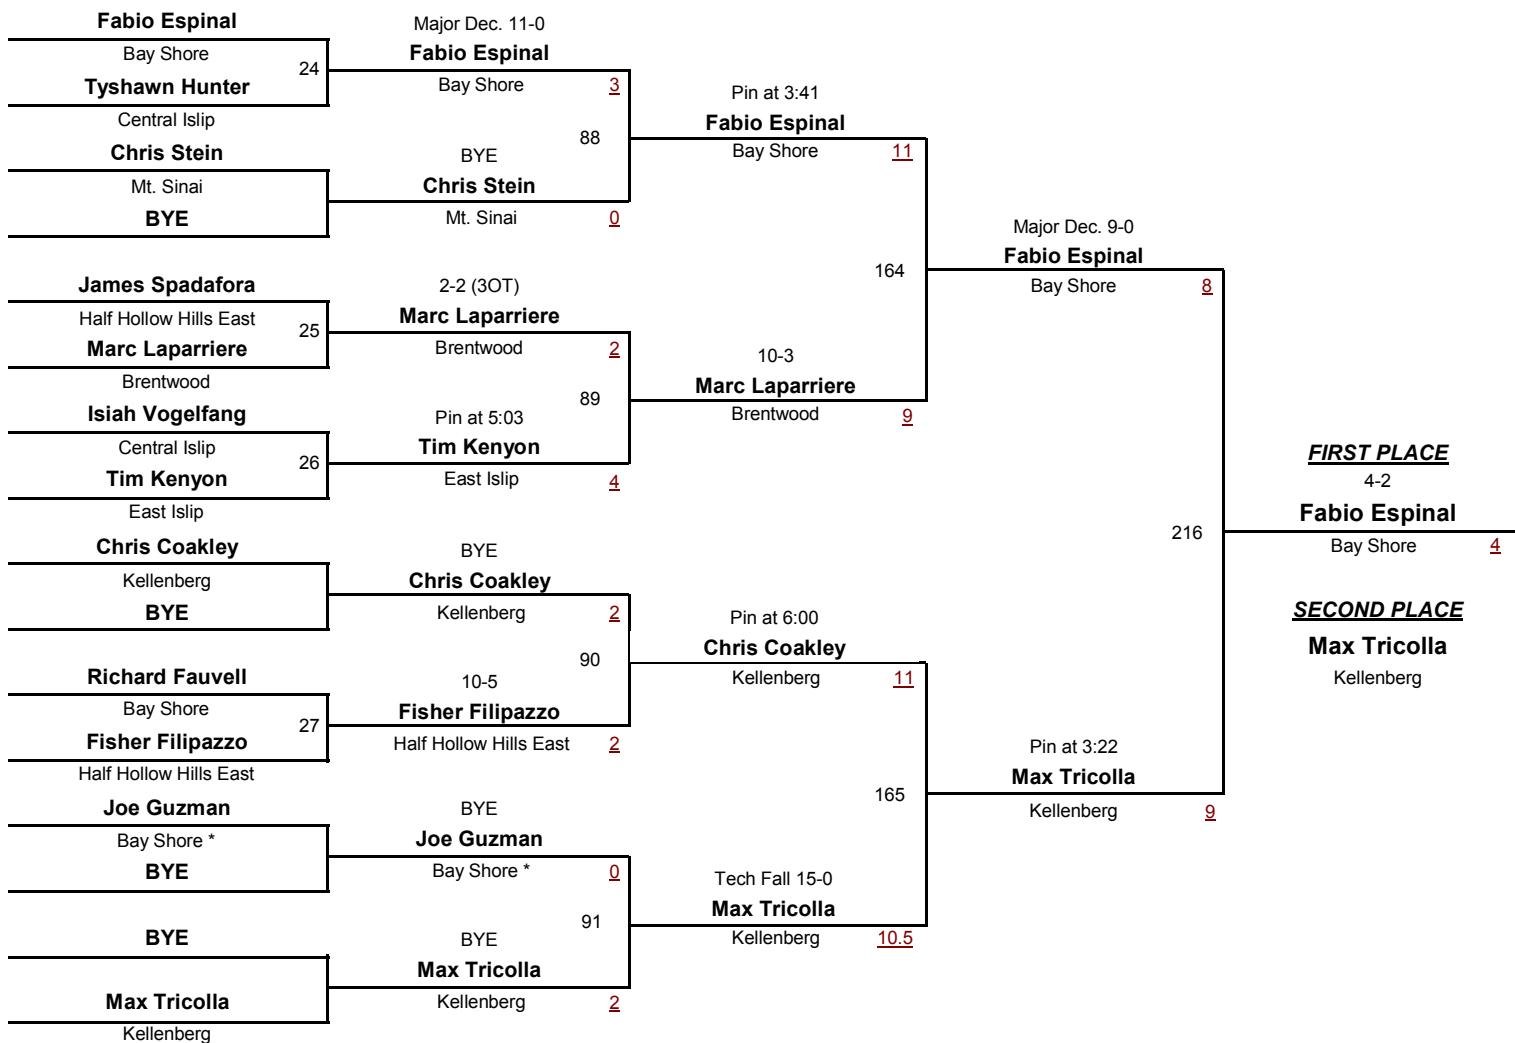 Fabio Espinal
Bay Shore
24
Tyshawn Hunter
Central Islip
Chris Stein
Mt. Sinai
BYE
James Spadafora
Half Hollow Hills East
25
Marc Laparriere
Brentwood
Isiah Vogelfang
Central Islip
26
Tim Kenyon
East Islip
Chris Coakley
Kellenberg
BYE
Richard Fauvell
Bay Shore
27
Fisher Filipazzo
Half Hollow Hills East
Joe Guzman
Bay Shore *
BYE
BYE
Max Tricolla
Kellenberg
Major Dec. 11-0
Fabio Espinal
Bay Shore 3
88
BYE
Chris Stein
Mt. Sinai 0
2-2 (3OT)
Marc Laparriere
Brentwood 2
89
Pin at 5:03
Tim Kenyon
East Islip 4
BYE
Chris Coakley
Kellenberg 2
90
10-5
Fisher Filipazzo
Half Hollow Hills East 2
BYE
Joe Guzman
Bay Shore * 0
91
BYE
Max Tricolla
Kellenberg 2
Pin at 3:41
Fabio Espinal
Bay Shore 11
164
10-3
Marc Laparriere
Brentwood 9
Pin at 6:00
Chris Coakley
Kellenberg 11
165
Tech Fall 15-0
Max Tricolla
Kellenberg 10.5
Major Dec. 9-0
Fabio Espinal
Bay Shore 8
216
Pin at 3:22
Max Tricolla
Kellenberg 9
FIRST PLACE
4-2
Fabio Espinal
Bay Shore 4
SECOND PLACE
Max Tricolla
Kellenberg